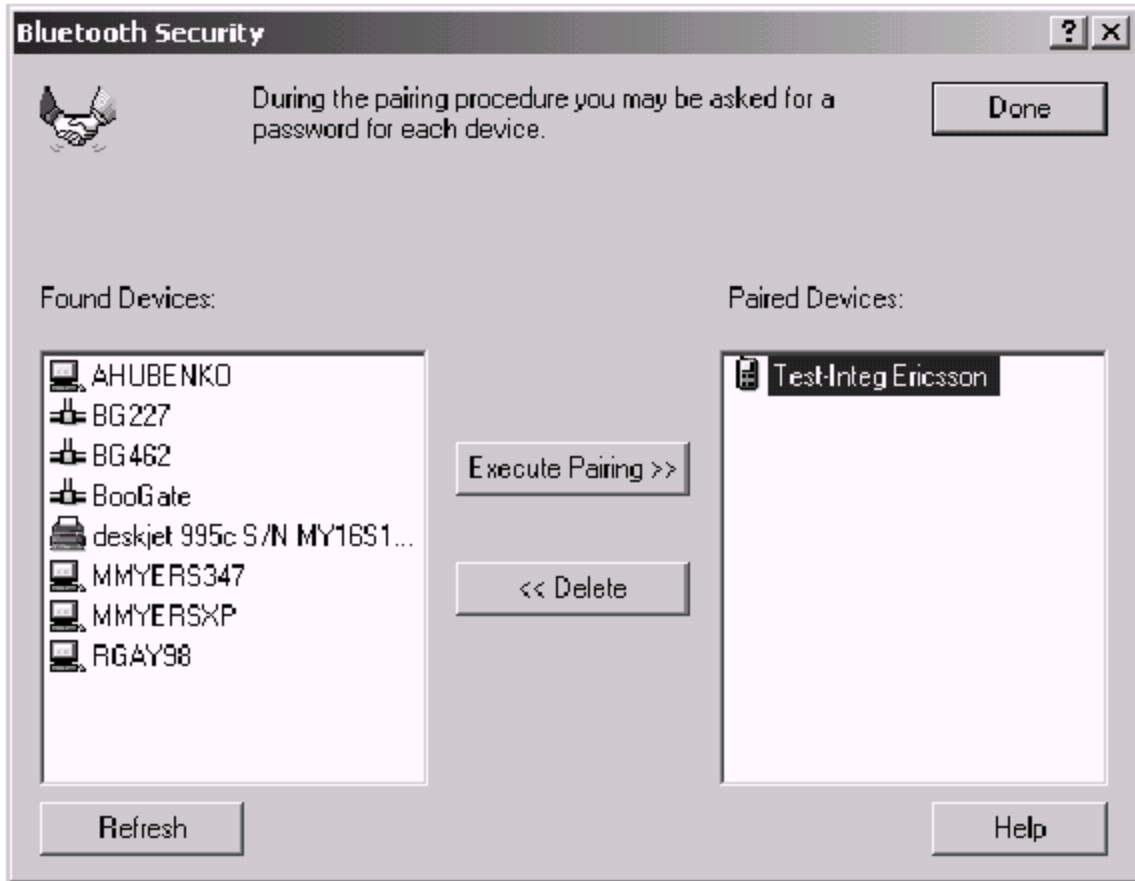 Bluetooth Security
During the pairing procedure you may be asked for a
password for each device.
Done
Found Devices:
Paired Devices:
AHUBENKO
BG227
BG462
BooGate
deskjet 995c S/N MY16S1...
MMYERS347
MMYERSXP
RGAY98
Execute Pairing >>
<< Delete
Test-Integ Ericsson
Refresh
Help